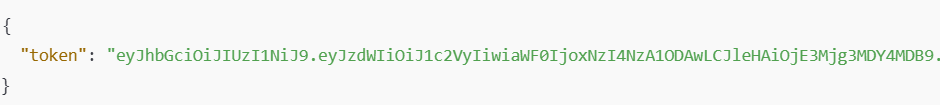 {
"token": "eyJhbGciOiJIUzI1NiJ9.eyJzdWIiOiJ1c2VyIiwiaWF0IjoxNzI4NzA1ODAwLCJleHAiOjE3Mjg3MDY4MDB9.
}